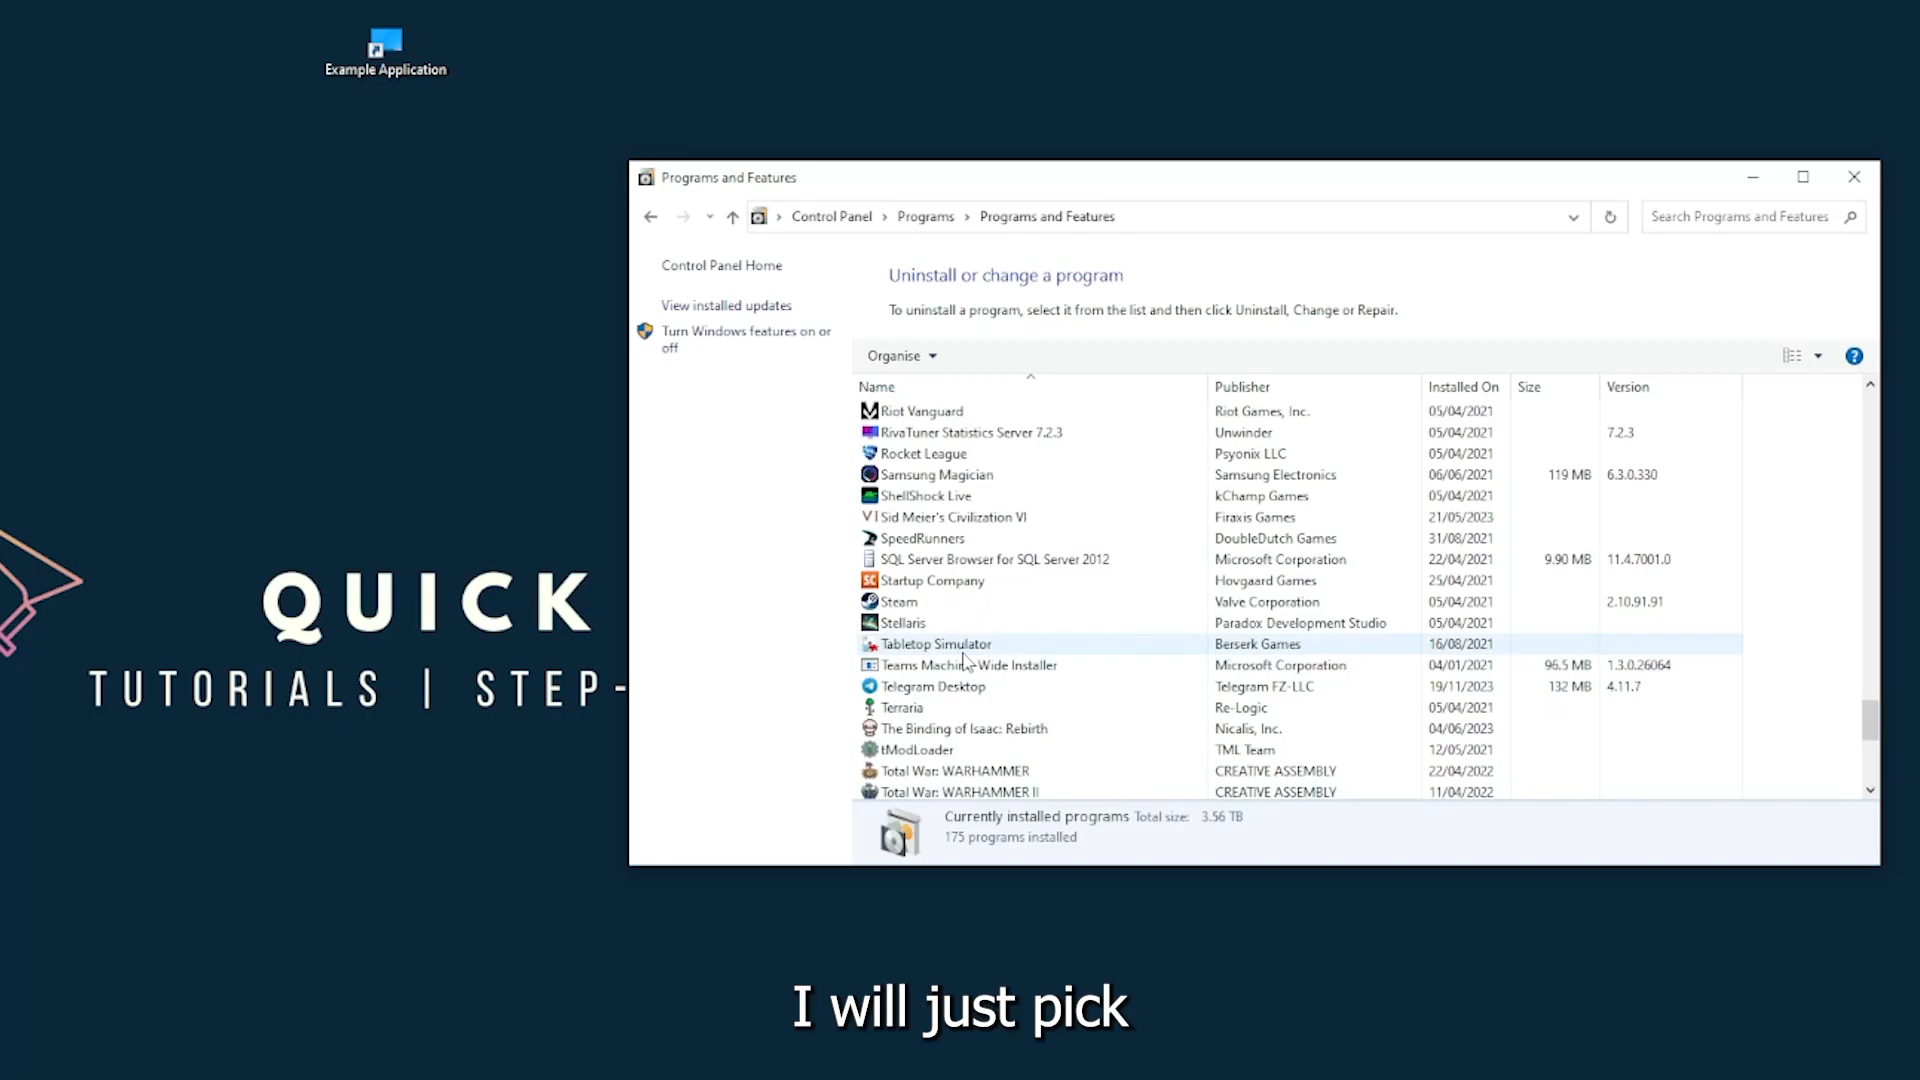 Example Application
QUICK
TUTORIALS | STEP-
Programs and Features
Control Panel > Programs > Programs and Features
Search Programs and Features
Control Panel Home
View installed updates
Turn Windows features on or
off
Uninstall or change a program
To uninstall a program, select it from the list and then click Uninstall, Change or Repair.
Organise
Name Publisher Installed On Size Version
Riot Vanguard Riot Games, Inc. 05/04/2021
RivaTuner Statistics Server 7.2.3 Unwinder 05/04/2021 7.2.3
Rocket League Psyonix LLC 05/04/2021
Samsung Magician Samsung Electronics 06/06/2021 119 MB 6.3.0.330
ShellShock Live kChamp Games 05/04/2021
VI Sid Meier's Civilization VI Firaxis Games 21/05/2023
SpeedRunners DoubleDutch Games 31/08/2021
SQL Server Browser for SQL Server 2012 Microsoft Corporation 22/04/2021 9.90 MB 11.4.7001.0
SC Startup Company Hovgaard Games 25/04/2021
Steam Valve Corporation 05/04/2021 2.10.91.91
Stellaris Paradox Development Studio 05/04/2021
Tabletop Simulator Berserk Games 16/08/2021
Teams Machine-Wide Installer Microsoft Corporation 04/01/2021 96.5 MB 1.3.0.26064
Telegram Desktop Telegram FZ-LLC 19/11/2023 132 MB 4.11.7
Terraria Re-Logic 05/04/2021
The Binding of Isaac: Rebirth Nicalis, Inc. 04/06/2023
tModLoader TML Team 12/05/2021
Total War: WARHAMMER CREATIVE ASSEMBLY 22/04/2022
Total War: WARHAMMER II CREATIVE ASSEMBLY 11/04/2022
Currently installed programs Total size: 3.56 TB
175 programs installed
I will just pick